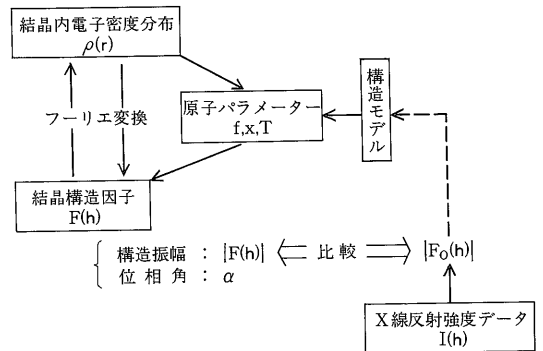 結晶内電子密度分布
ρ(r)
フーリエ変換
原子パラメーター
f,x,T
構造モデル
結晶構造因子
F(h)
構造振幅 : |F(h)| ⟸ 比較 ⟹ |F₀(h)|
位相角 : α
X線反射強度データ
I(h)